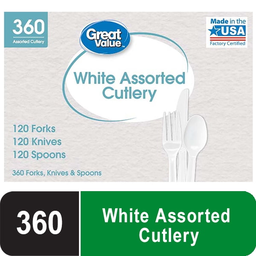 360
Assorted Cutlery
Great
Value
Made in the
USA
Factory Certified
White Assorted
Cutlery
120 Forks
120 Knives
120 Spoons
360 Forks, Knives & Spoons
360
White Assorted
Cutlery